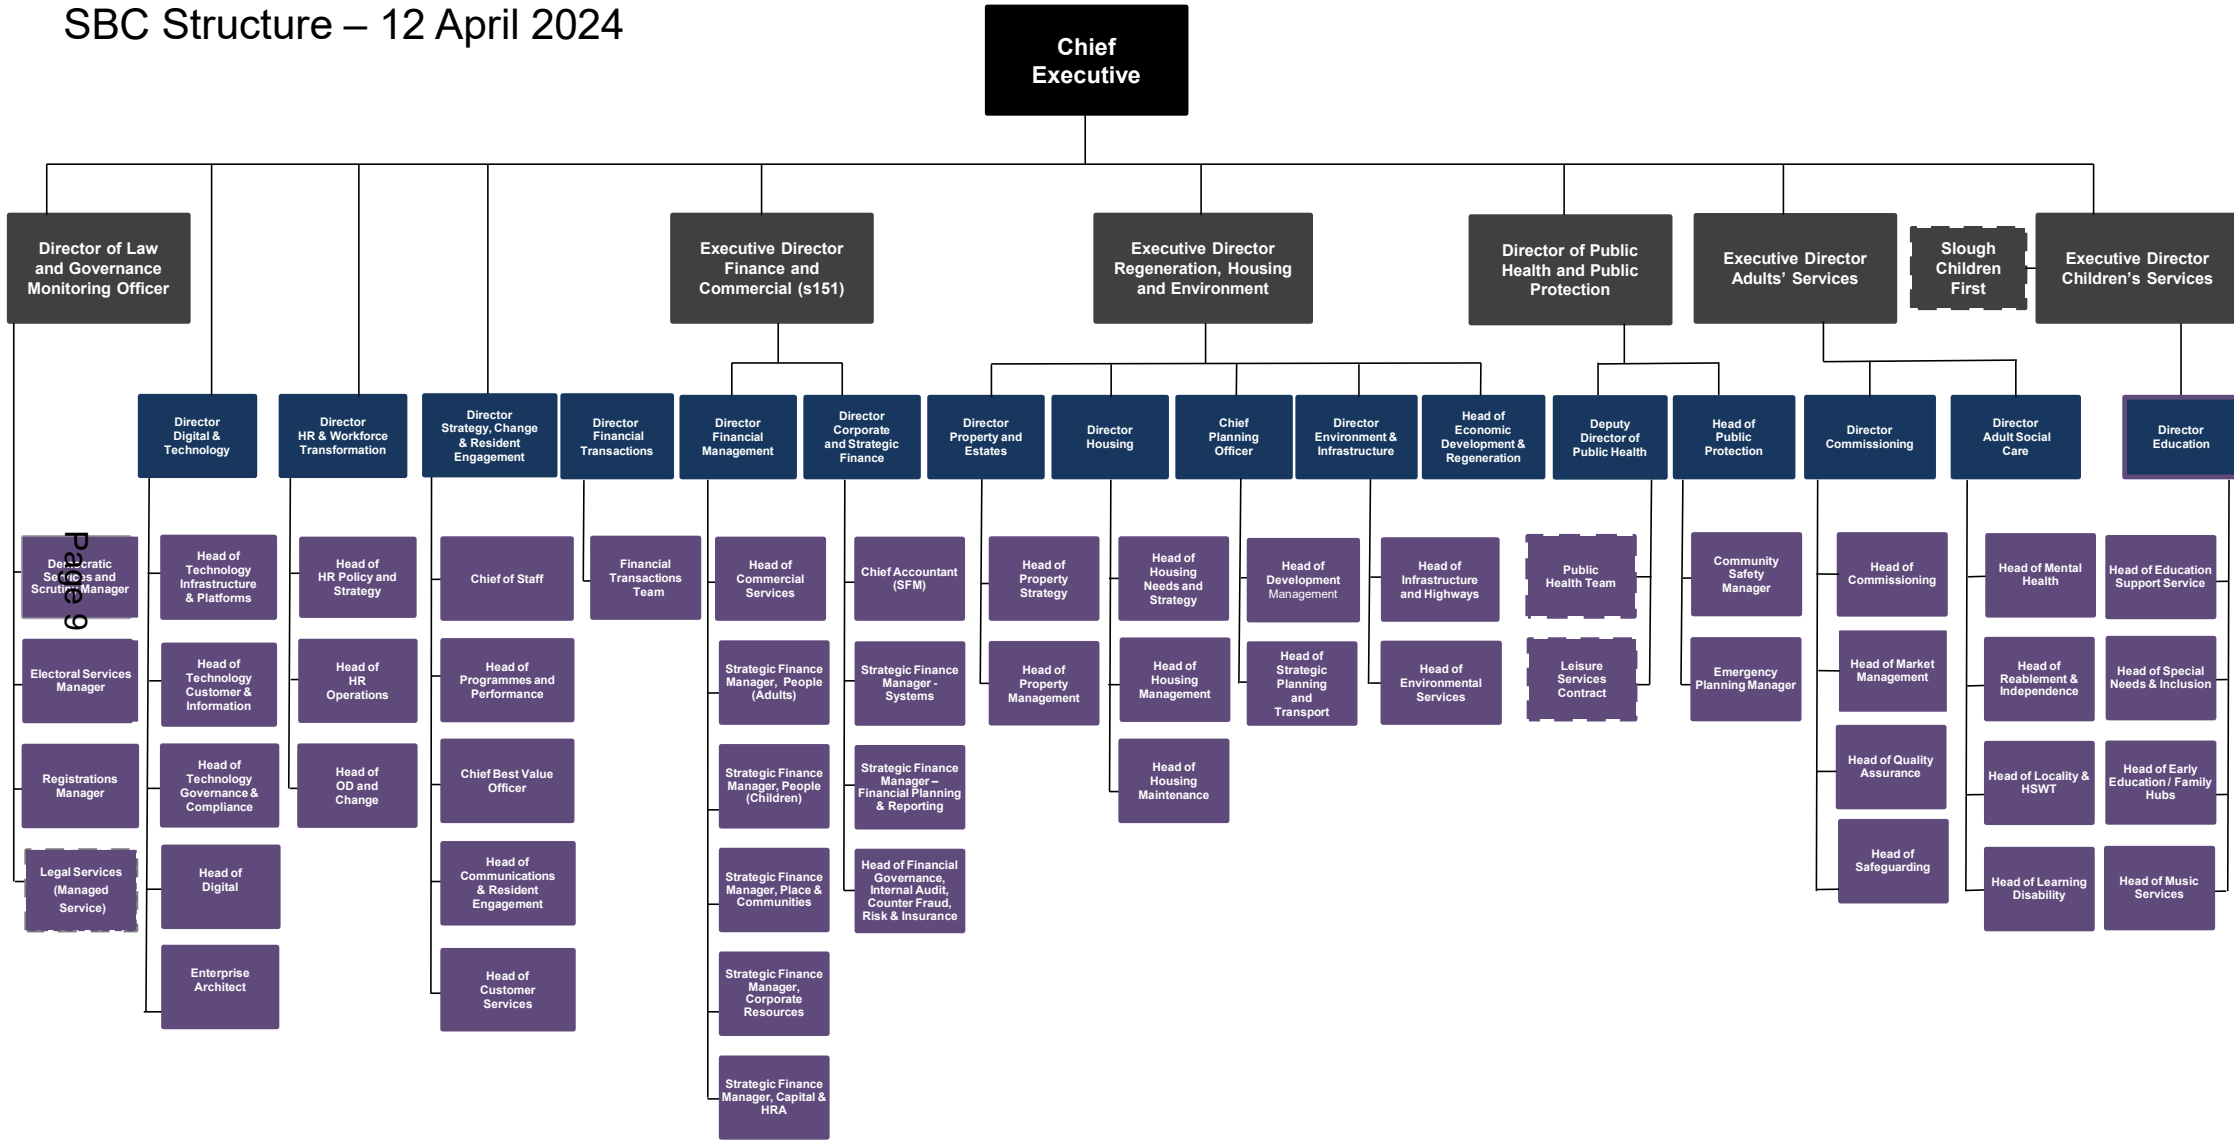 SBC Structure – 12 April 2024
Chief
Executive
Director of Law
and Governance
Monitoring Officer
Executive Director
Finance and
Commercial (s151)
Executive Director
Regeneration, Housing
and Environment
Director of Public
Health and Public
Protection
Executive Director
Adults’ Services
Slough
Children
First
Executive Director
Children’s Services
Director
Digital &
Technology
Director
HR & Workforce
Transformation
Director
Strategy, Change
& Resident
Engagement
Director
Financial
Transactions
Director
Financial
Management
Director
Corporate
and Strategic
Finance
Director
Property and
Estates
Director
Housing
Chief
Planning
Officer
Director
Environment &
Infrastructure
Head of
Economic
Development &
Regeneration
Deputy
Director of
Public Health
Head of
Public
Protection
Director
Commissioning
Director
Adult Social
Care
Director
Education
Page 9
Democratic
Services and
Scrutiny Manager
Electoral Services
Manager
Registrations
Manager
Legal Services
(Managed
Service)
Head of
Technology
Infrastructure
& Platforms
Head of
Technology
Customer &
Information
Head of
Technology
Governance &
Compliance
Head of
Digital
Enterprise
Architect
Head of
HR Policy and
Strategy
Head of
HR
Operations
Head of
OD and
Change
Chief of Staff
Head of
Programmes and
Performance
Chief Best Value
Officer
Head of
Communications
& Resident
Engagement
Head of
Customer
Services
Financial
Transactions
Team
Head of
Commercial
Services
Strategic Finance
Manager, People
(Adults)
Strategic Finance
Manager, People
(Children)
Strategic Finance
Manager, Place &
Communities
Strategic Finance
Manager,
Corporate
Resources
Strategic Finance
Manager, Capital &
HRA
Chief Accountant
(SFM)
Strategic Finance
Manager -
Systems
Strategic Finance
Manager –
Financial Planning
& Reporting
Head of Financial
Governance,
Internal Audit,
Counter Fraud,
Risk & Insurance
Head of
Property
Strategy
Head of
Property
Management
Head of
Housing
Needs and
Strategy
Head of
Housing
Management
Head of
Housing
Maintenance
Head of
Development
Management
Head of
Strategic
Planning
and
Transport
Head of
Infrastructure
and Highways
Head of
Environmental
Services
Public
Health Team
Leisure
Services
Contract
Community
Safety
Manager
Emergency
Planning Manager
Head of
Commissioning
Head of Market
Management
Head of Quality
Assurance
Head of
Safeguarding
Head of Mental
Health
Head of
Reablement &
Independence
Head of Locality &
HSWT
Head of Learning
Disability
Head of Education
Support Service
Head of Special
Needs & Inclusion
Head of Early
Education / Family
Hubs
Head of Music
Services